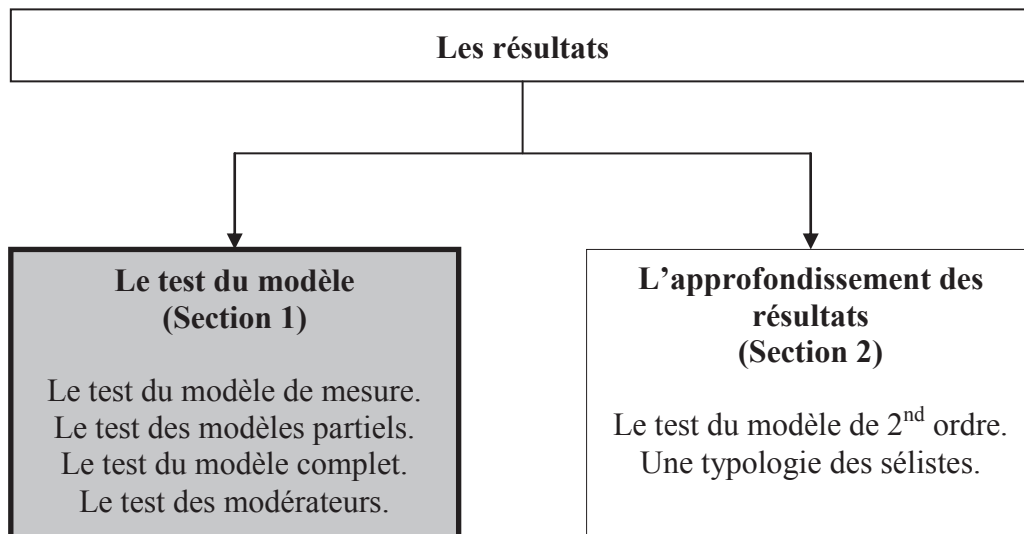 Les résultats
Le test du modèle
(Section 1)
Le test du modèle de mesure.
Le test des modèles partiels.
Le test du modèle complet.
Le test des modérateurs.
L’approfondissement des
résultats
(Section 2)
Le test du modèle de 2nd ordre.
Une typologie des sélistes.